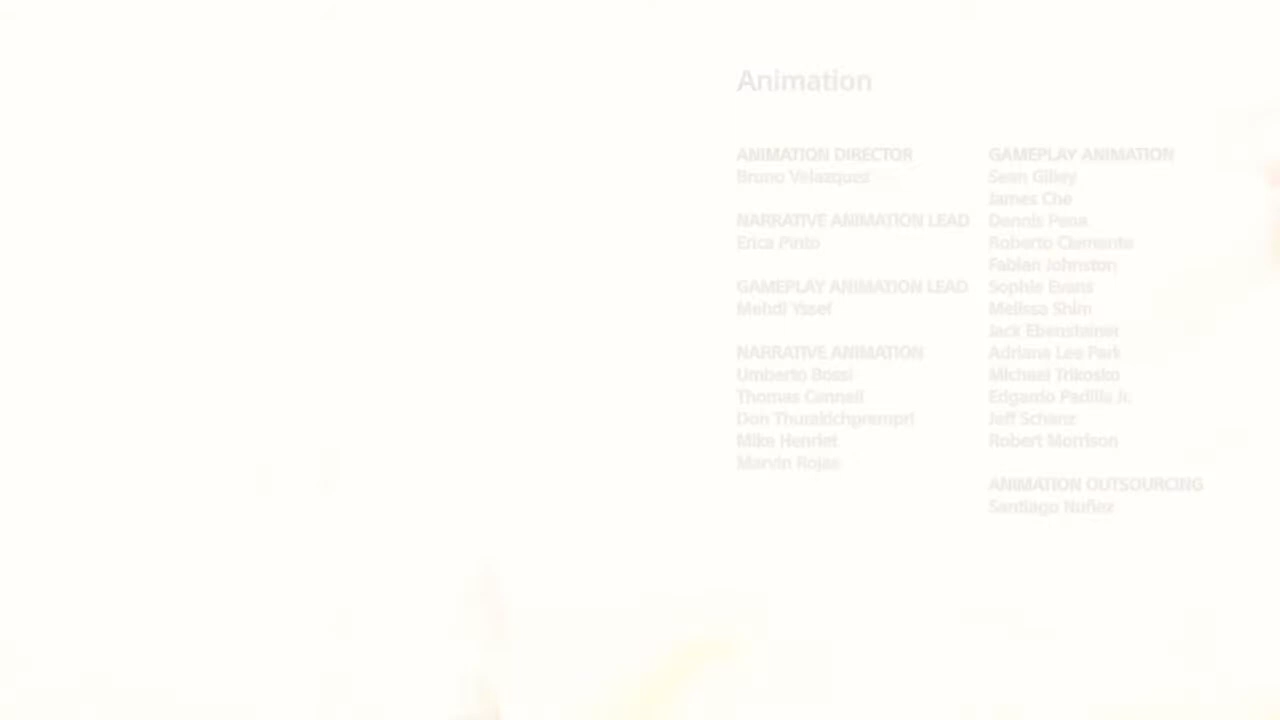 Animation
ANIMATION DIRECTOR
Bruno Velazquez
NARRATIVE ANIMATION LEAD
Erica Pinto
GAMEPLAY ANIMATION LEAD
Mehdi Yssef
NARRATIVE ANIMATION
Umberto Bossi
Thomas Connell
Don Thuraidchprempri
Mike Henriet
Marvin Rojas
GAMEPLAY ANIMATION
Sean Gilley
James Che
Dennis Pena
Roberto Clemente
Fabian Johnston
Sophie Evans
Melissa Shim
Jack Ebensteiner
Adriana Lee Park
Michael Trikosko
Edgardo Padilla Jr.
Jeff Schanz
Robert Morrison
ANIMATION OUTSOURCING
Santiago Nuñez